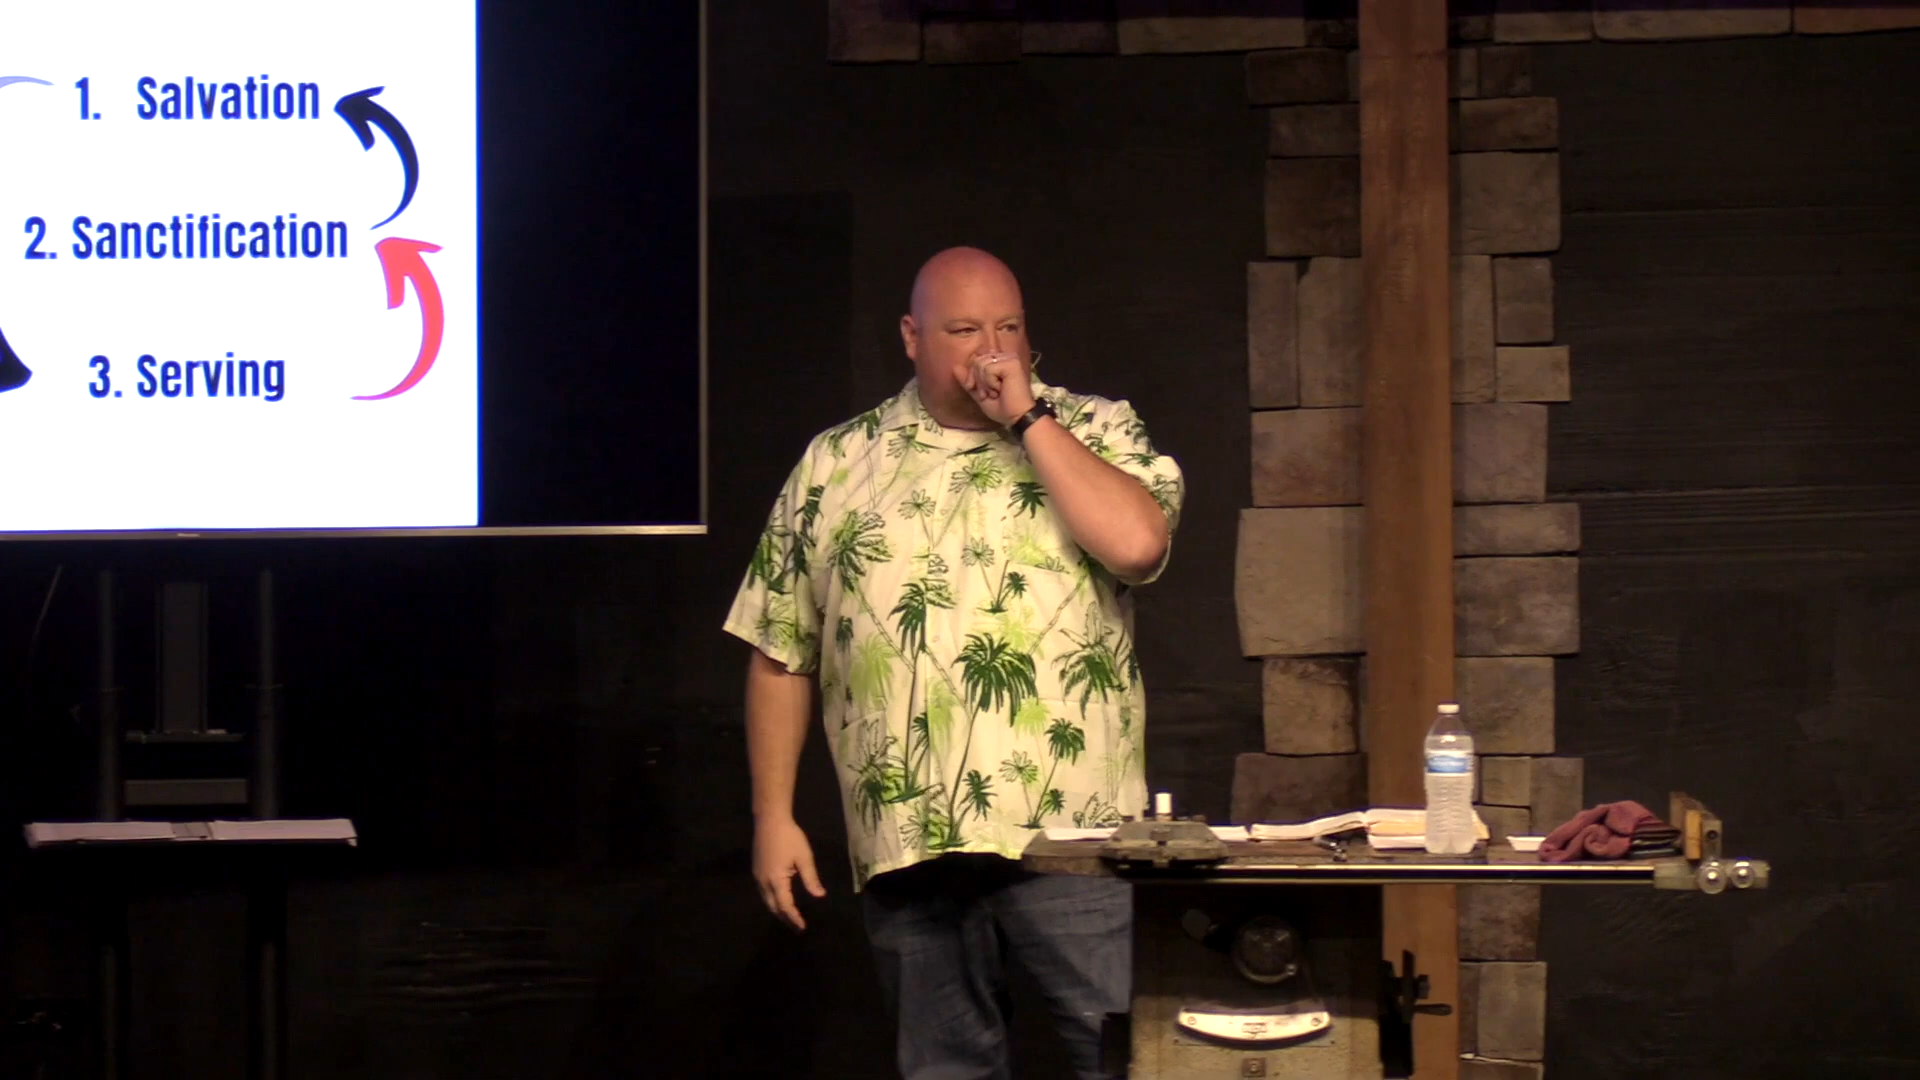 1. Salvation
2. Sanctification
3. Serving